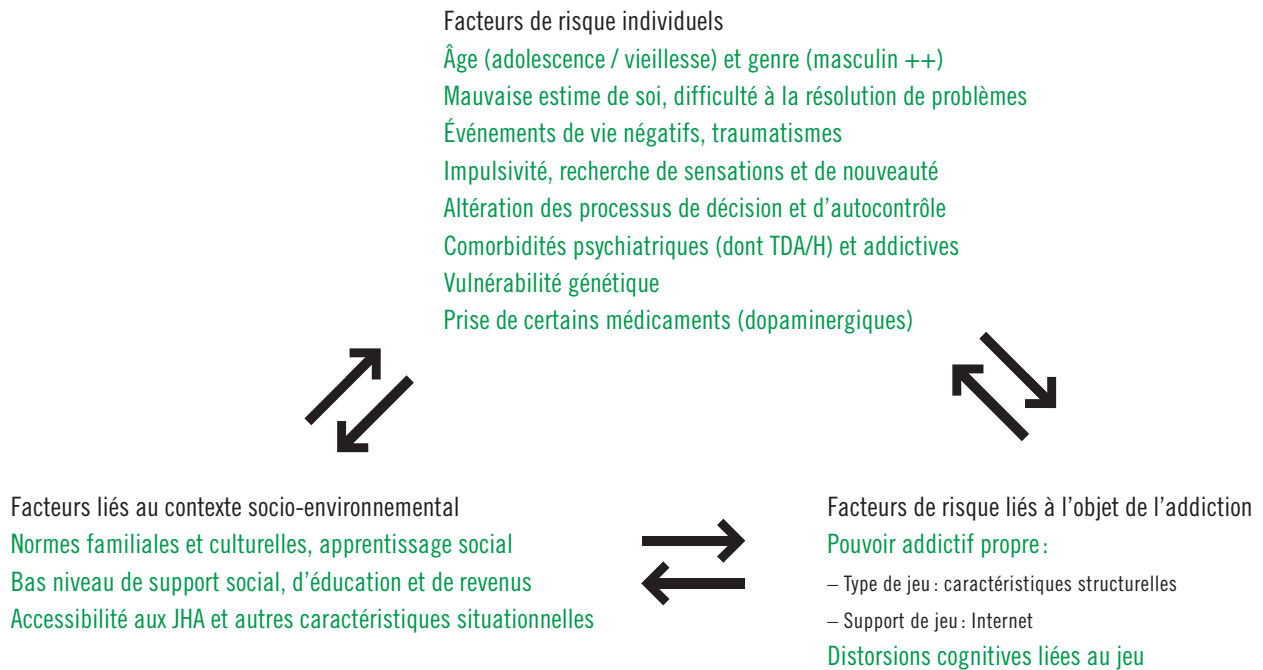 Facteurs de risque individuels
Âge (adolescence / vieillesse) et genre (masculin ++)
Mauvaise estime de soi, difficulté à la résolution de problèmes
Événements de vie négatifs, traumatismes
Impulsivité, recherche de sensations et de nouveauté
Altération des processus de décision et d'autocontrôle
Comorbidités psychiatriques (dont TDA/H) et addictives
Vulnérabilité génétique
Prise de certains médicaments (dopaminergiques)
Facteurs liés au contexte socio-environnemental
Normes familiales et culturelles, apprentissage social
Bas niveau de support social, d'éducation et de revenus
Accessibilité aux JHA et autres caractéristiques situationnelles
Facteurs de risque liés à l'objet de l'addiction
Pouvoir addictif propre :
– Type de jeu : caractéristiques structurelles
– Support de jeu : Internet
Distorsions cognitives liées au jeu